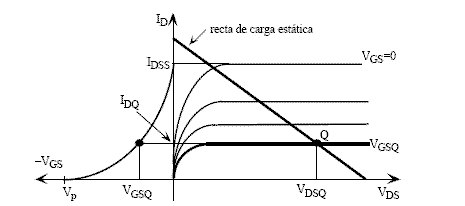 I_D
recta de carga estática
I_DSS
V_GS=0
I_DQ
Q
V_GSQ
–V_GS
V_P
V_GSQ
V_DSQ
V_DS